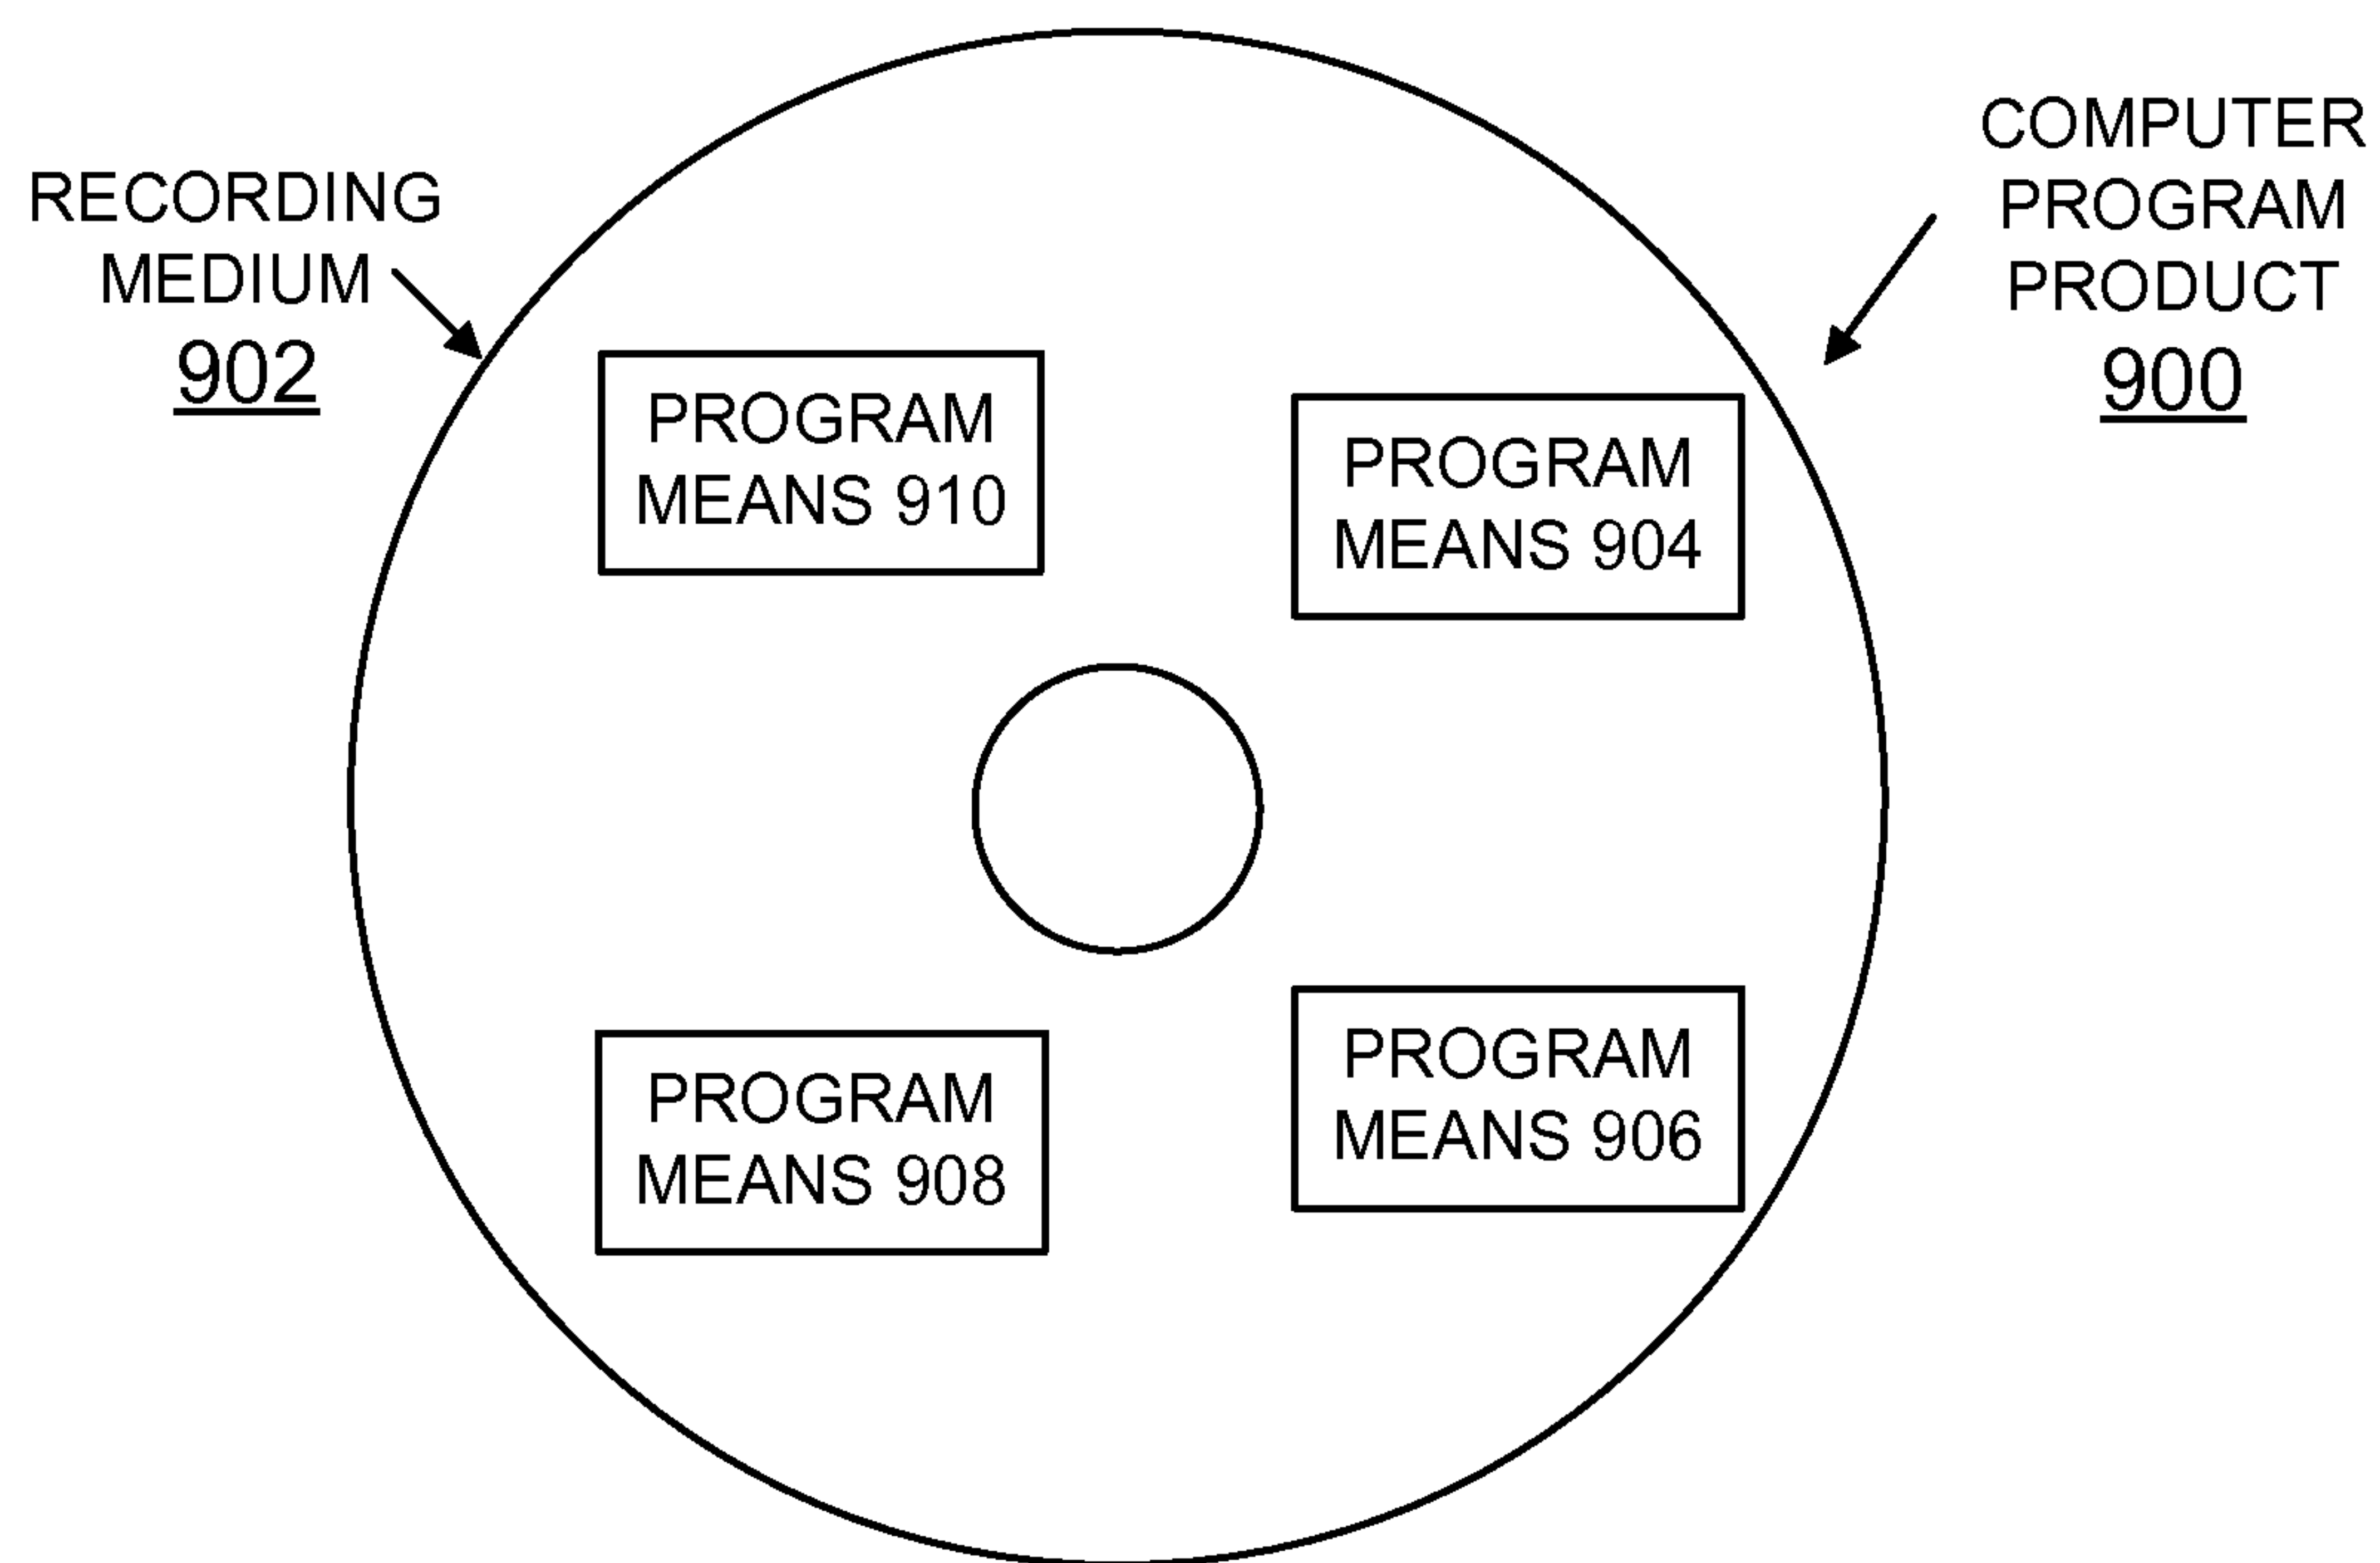 RECORDING
MEDIUM
902
COMPUTER
PROGRAM
PRODUCT
900
PROGRAM
MEANS 910
PROGRAM
MEANS 904
PROGRAM
MEANS 908
PROGRAM
MEANS 906